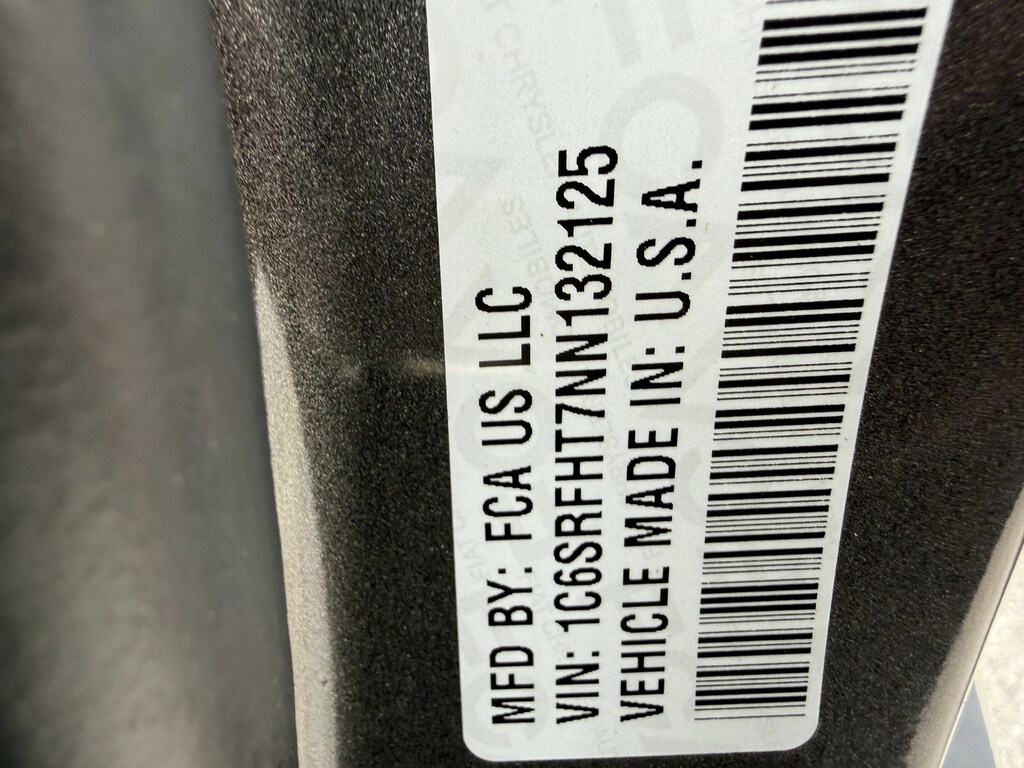 MFD BY: FCA US LLC
VIN: 1C6SRFHT7NN132125
VEHICLE MADE IN: U.S.A.